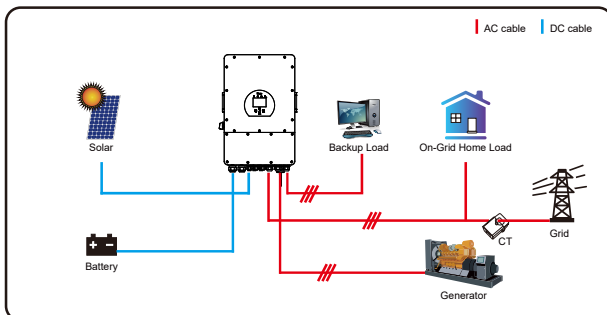 AC cable
DC cable
Solar
Backup Load
On-Grid Home Load
CT
Grid
Battery
Generator